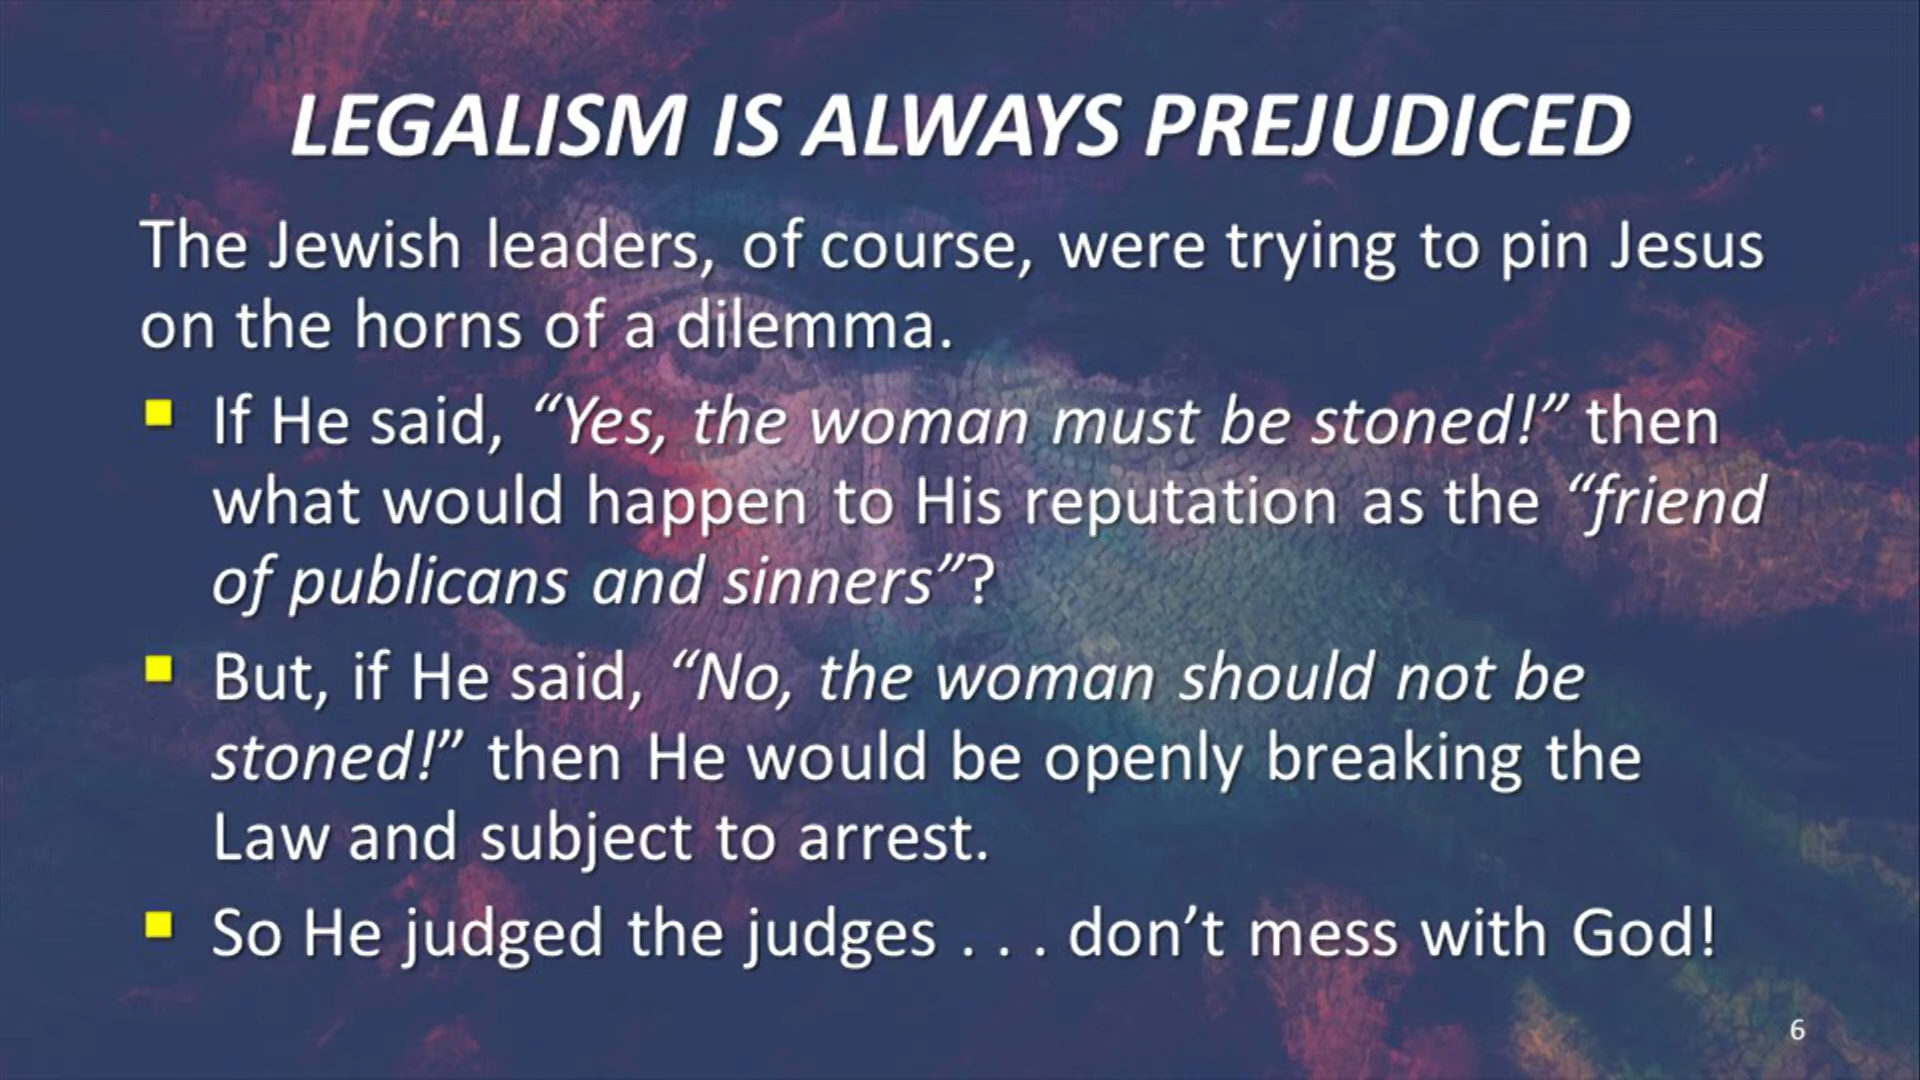 LEGALISM IS ALWAYS PREJUDICED
The Jewish leaders, of course, were trying to pin Jesus
on the horns of a dilemma.
If He said, “Yes, the woman must be stoned!” then
what would happen to His reputation as the “friend
of publicans and sinners”?
But, if He said, “No, the woman should not be
stoned!” then He would be openly breaking the
Law and subject to arrest.
So He judged the judges . . . don’t mess with God!
6